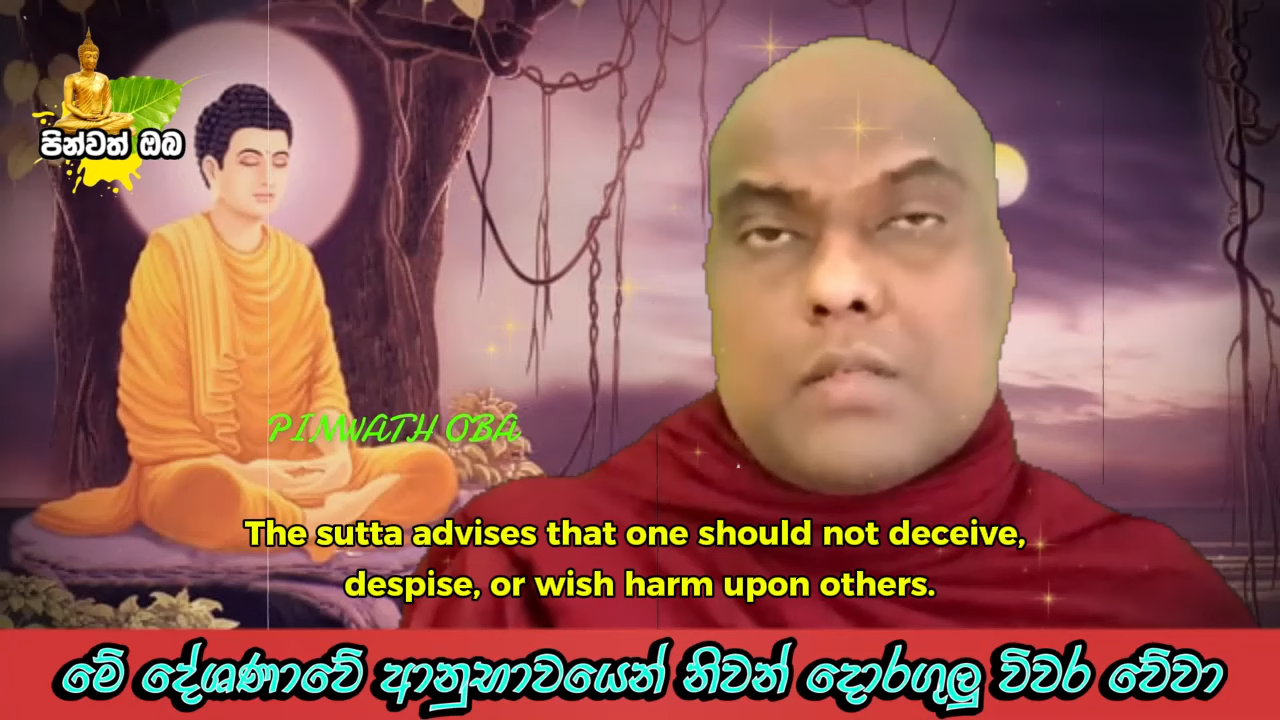 පින්වත් ඔබ
PINWATH OBA
The sutta advises that one should not deceive,
despise, or wish harm upon others.
මේ දේශණාවේ ආනුභාවයෙන් නිවන් දොරගුලු විවර වේවා